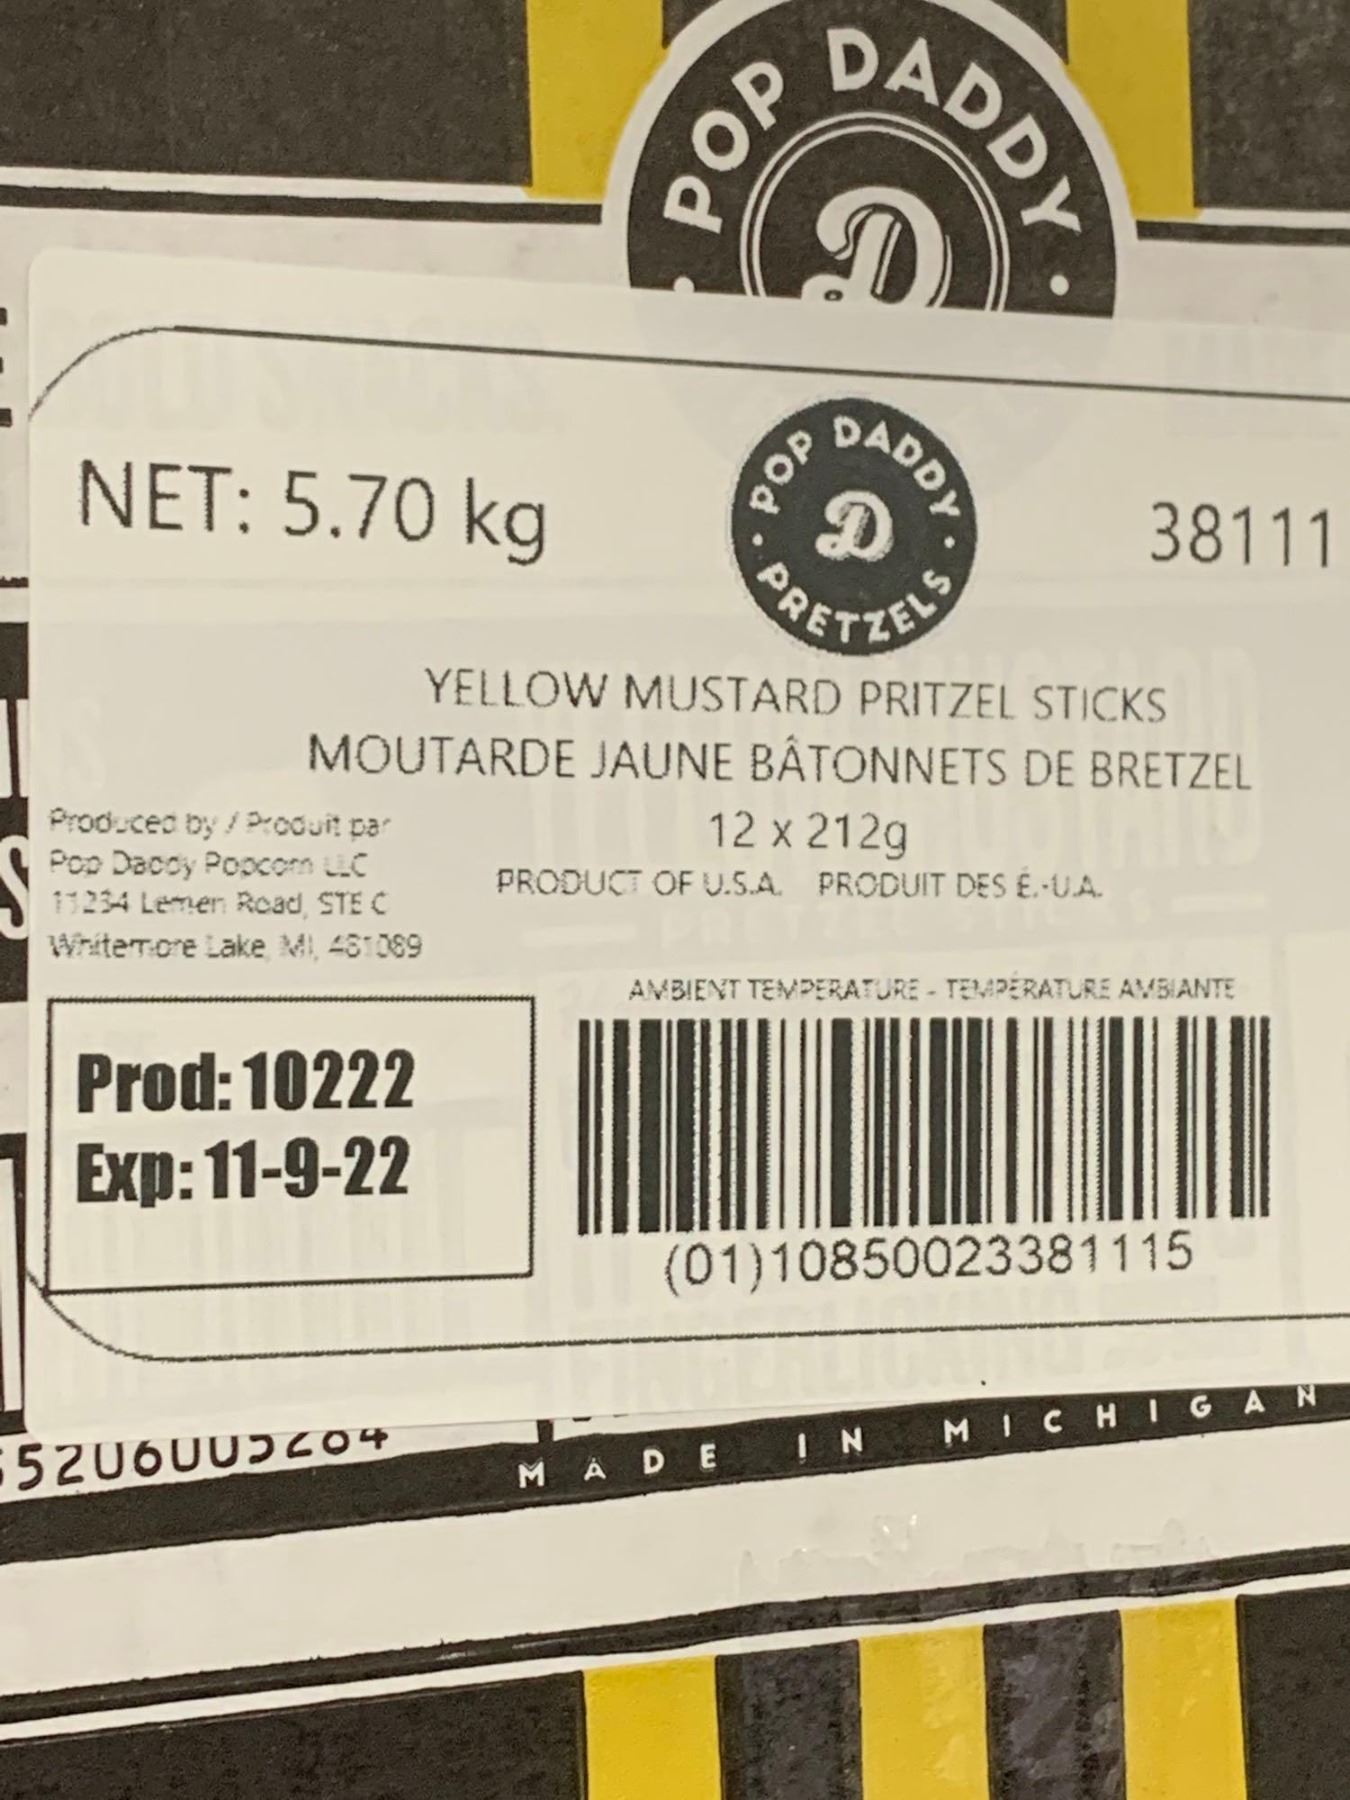 POP DADDY
D
NET: 5.70 kg
POP DADDY
D
PRETZELS
38111
YELLOW MUSTARD PRITZEL STICKS
MOUTARDE JAUNE BÂTONNETS DE BRETZEL
12 x 212g
Produced by / Produit par
Pop Daddy Popcorn LLC
11234 Lemen Road, STE C
Whitemore Lake, MI, 481089
PRODUCT OF U.S.A. PRODUIT DES É.-U.A.
AMBIENT TEMPERATURE - TEMPÉRATURE AMBIANTE
Prod: 10222
Exp: 11-9-22
(01)10850023381115
MADE IN MICHIGAN